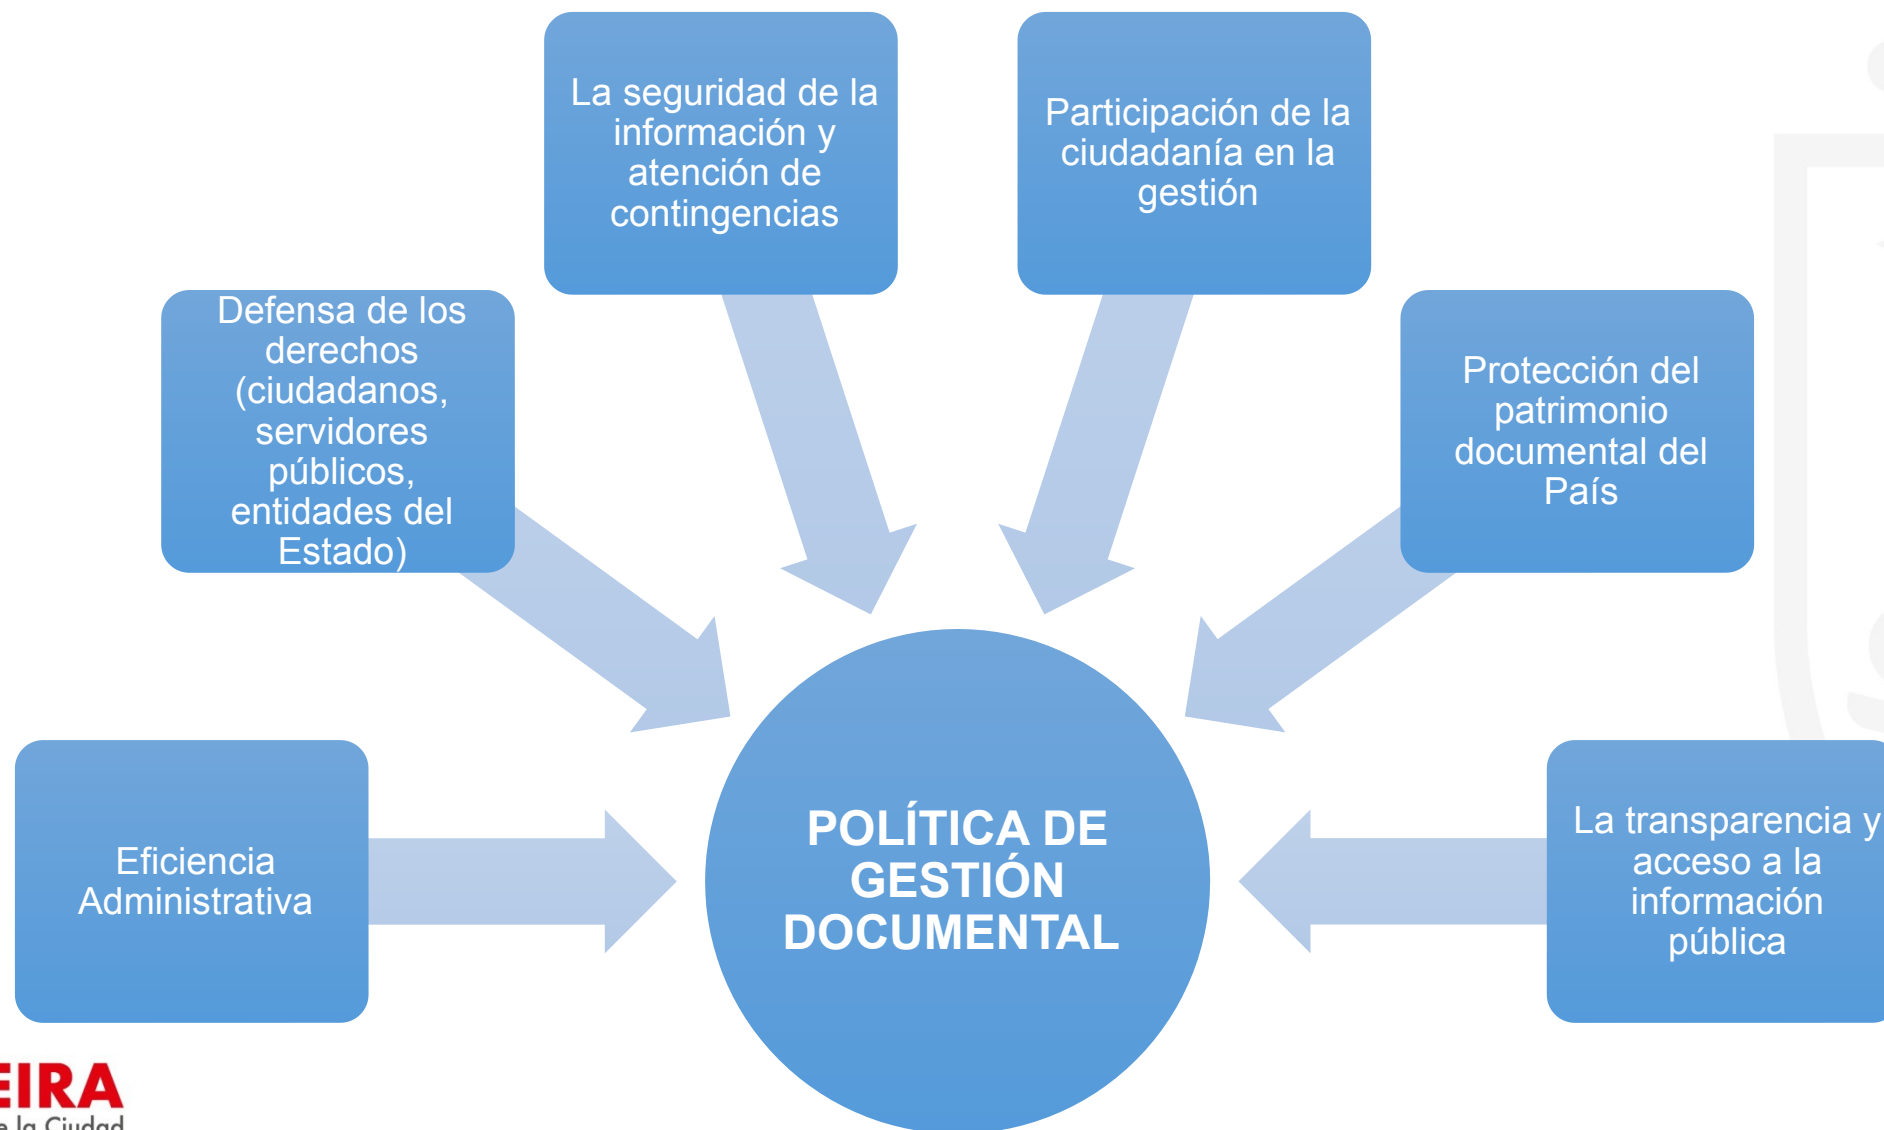 La seguridad de la
información y
atención de
contingencias
Participación de la
ciudadanía en la
gestión
Defensa de los
derechos
(ciudadanos,
servidores
públicos,
entidades del
Estado)
Protección del
patrimonio
documental del
País
Eficiencia
Administrativa
POLÍTICA DE
GESTIÓN
DOCUMENTAL
La transparencia y
acceso a la
información
pública
EIRA
la Ciudad